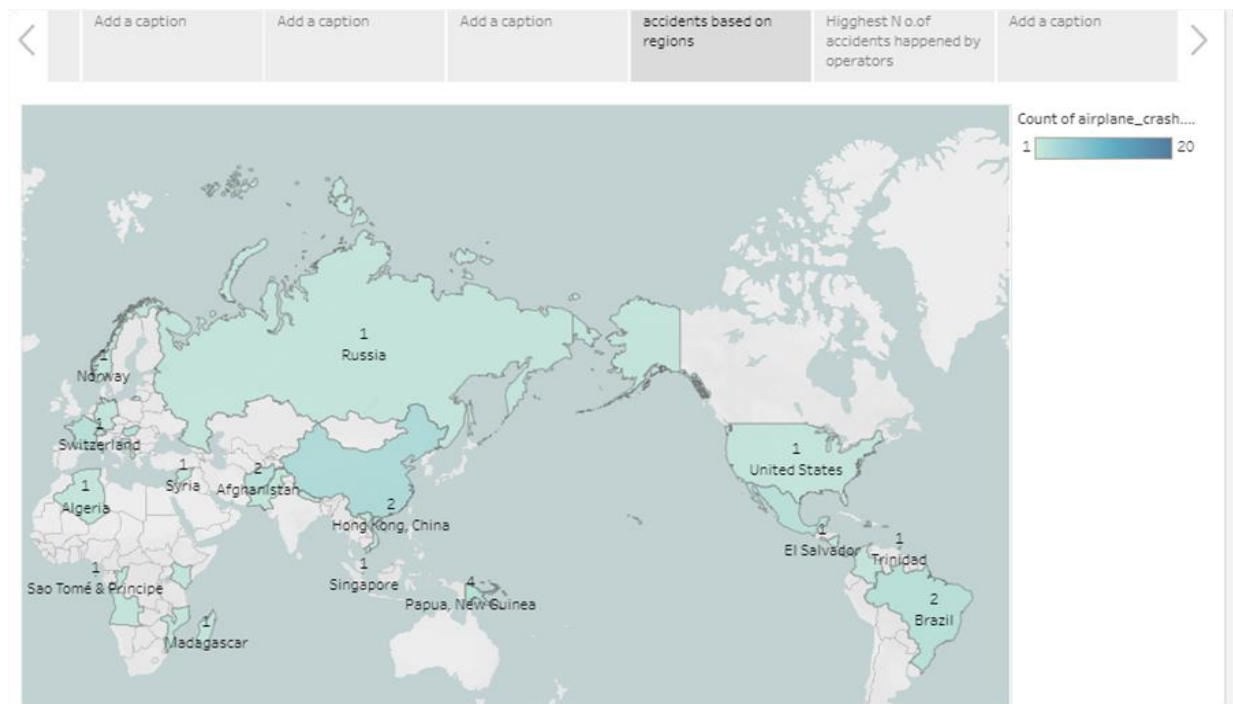 Add a caption
Add a caption
Add a caption
accidents based on
regions
Higghest N o.of
accidents happened by
operators
Add a caption
Count of airplane_crash....
1
20
1
Russia
1
Norway
1
Switzerland
1
Algeria
1
Syria
2
Afghanistan
2
Hong Kong, China
1
United States
1
El Salvador
1
Trinidad
1
Sao Tomé & Príncipe
1
Singapore
4
Papua, New Guinea
2
Brazil
1
Madagascar